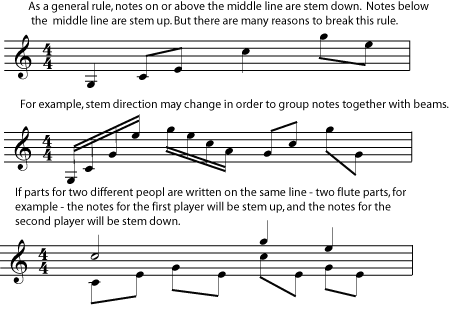 As a general rule, notes on or above the middle line are stem down. Notes below
the middle line are stem up. But there are many reasons to break this rule.
4
4
For example, stem direction may change in order to group notes together with beams.
4
4
If parts for two different peopl are written on the same line - two flute parts, for
example - the notes for the first player will be stem up, and the notes for the
second player will be stem down.
4
4